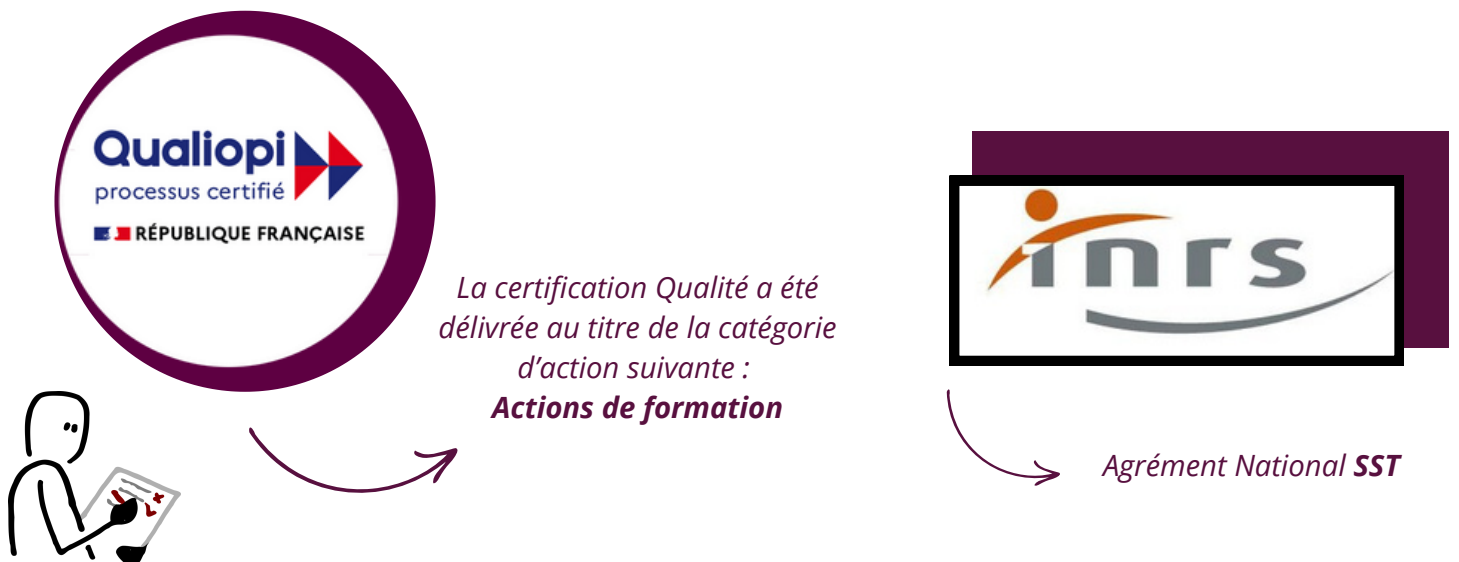 Qualiopi
processus certifié
RÉPUBLIQUE FRANÇAISE
La certification Qualité a été
délivrée au titre de la catégorie
d’action suivante :
Actions de formation
inrs
Agrément National SST